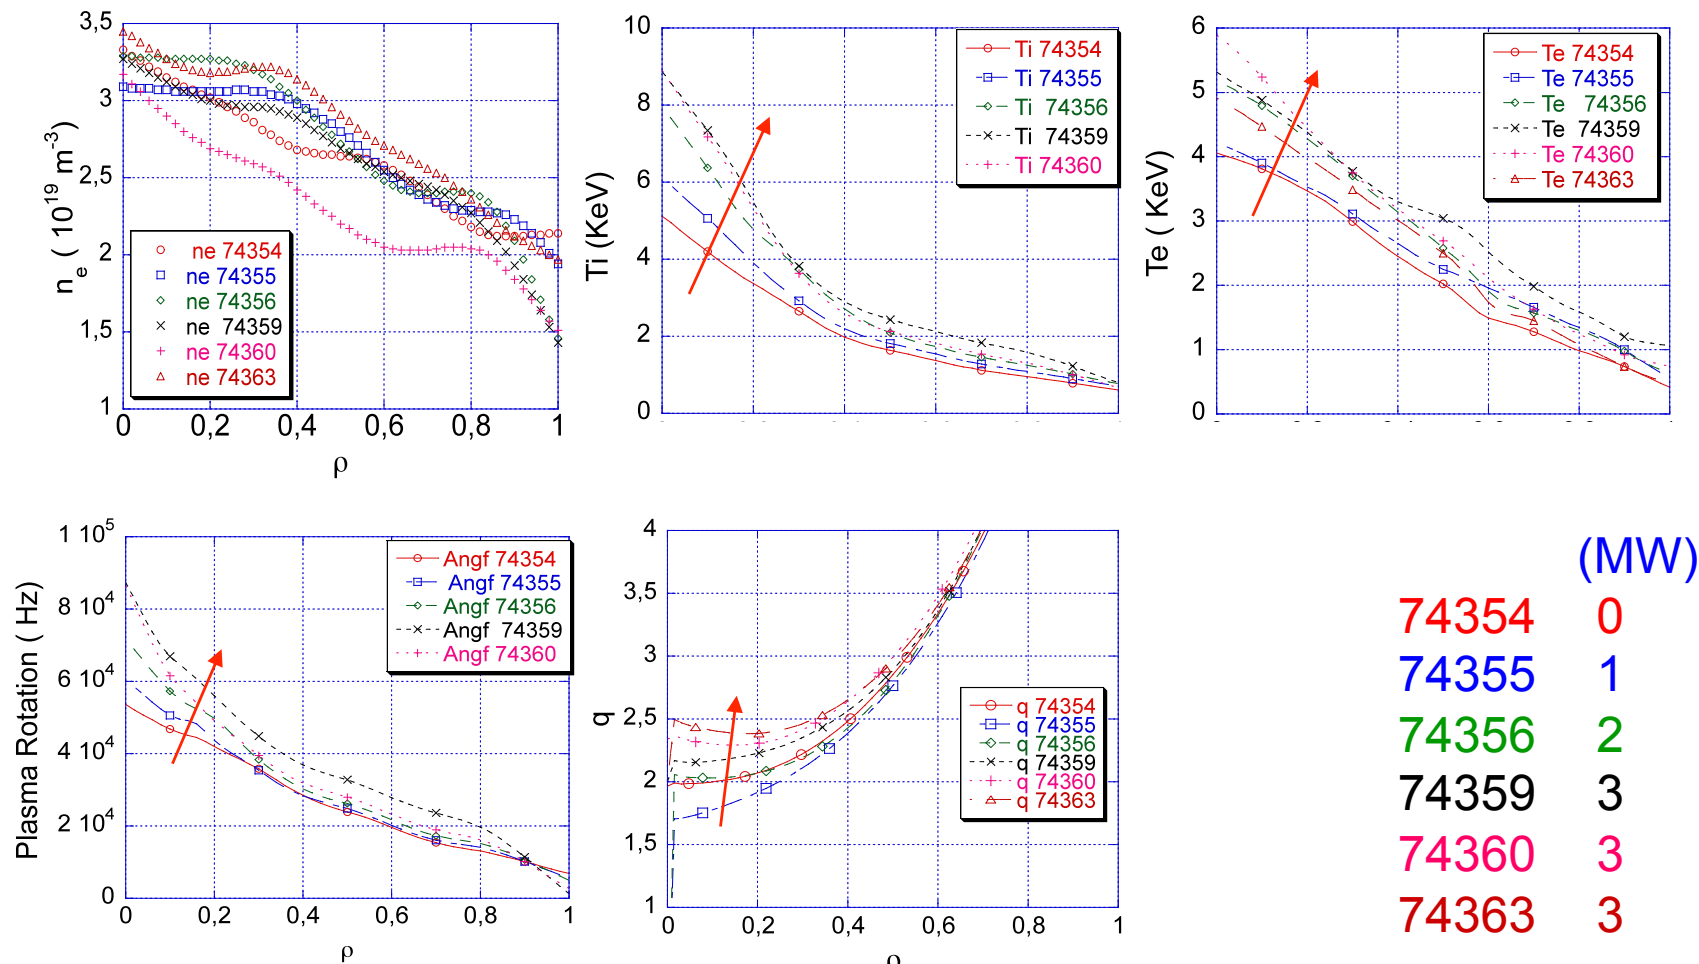 3,5
3
2,5
2
1,5
1
n_e ( 10^19 m^-3)
ne 74354
ne 74355
ne 74356
ne 74359
ne 74360
ne 74363
0 0,2 0,4 0,6 0,8 1
ρ
10
8
6
4
2
0
Ti (KeV)
Ti 74354
Ti 74355
Ti 74356
Ti 74359
Ti 74360
6
5
4
3
2
1
0
Te ( KeV)
Te 74354
Te 74355
Te 74356
Te 74359
Te 74360
Te 74363
1 10^5
8 10^4
6 10^4
4 10^4
2 10^4
0
Plasma Rotation ( Hz)
Angf 74354
Angf 74355
Angf 74356
Angf 74359
Angf 74360
0 0,2 0,4 0,6 0,8 1
ρ
4
3,5
3
2,5
2
1,5
1
q
q 74354
q 74355
q 74356
q 74359
q 74360
q 74363
0 0,2 0,4 0,6 0,8 1
(MW)
74354 0
74355 1
74356 2
74359 3
74360 3
74363 3